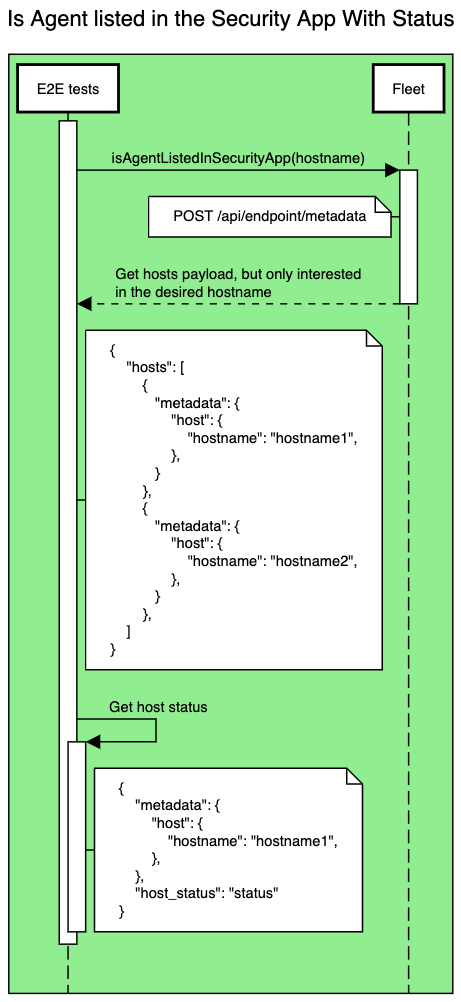 Is Agent listed in the Security App With Status
E2E tests
Fleet
isAgentListedInSecurityApp(hostname)
POST /api/endpoint/metadata
Get hosts payload, but only interested
in the desired hostname
{
"hosts": [
{
"metadata": {
"host": {
"hostname": "hostname1",
},
}
},
{
"metadata": {
"host": {
"hostname": "hostname2",
},
}
},
]
}
Get host status
{
"metadata": {
"host": {
"hostname": "hostname1",
},
},
"host_status": "status"
}